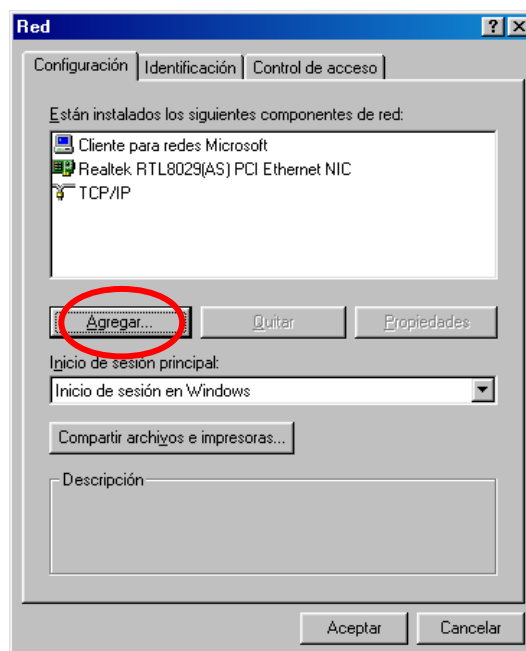 Red
Configuración Identificación Control de acceso
Están instalados los siguientes componentes de red:
Cliente para redes Microsoft
Realtek RTL8029(AS) PCI Ethernet NIC
TCP/IP
Agregar... Quitar Propiedades
Inicio de sesión principal:
Inicio de sesión en Windows
Compartir archivos e impresoras...
Descripción
Aceptar Cancelar